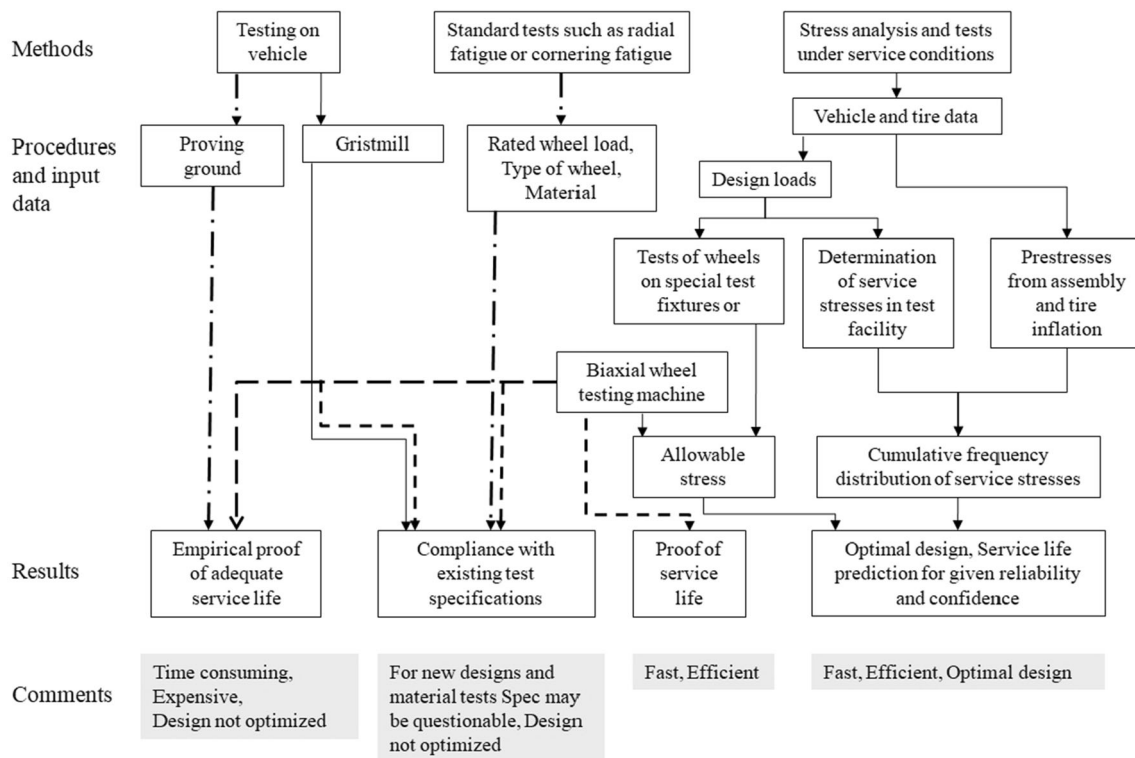 Methods
Testing on
vehicle
Standard tests such as radial
fatigue or cornering fatigue
Stress analysis and tests
under service conditions
Procedures
and input
data
Vehicle and tire data
Proving
ground
Gristmill
Rated wheel load,
Type of wheel,
Material
Design loads
Tests of wheels
on special test
fixtures or
Determination
of service
stresses in test
facility
Prestresses
from assembly
and tire
inflation
Biaxial wheel
testing machine
Allowable
stress
Cumulative frequency
distribution of service stresses
Results
Empirical proof
of adequate
service life
Compliance with
existing test
specifications
Proof of
service
life
Optimal design, Service life
prediction for given reliability
and confidence
Comments
Time consuming,
Expensive,
Design not optimized
For new designs and
material tests Spec may
be questionable, Design
not optimized
Fast, Efficient
Fast, Efficient, Optimal design